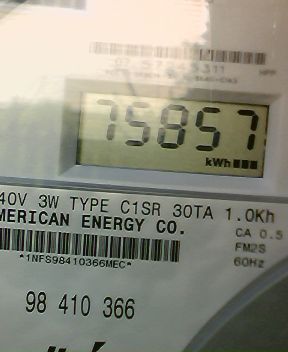 75857
kWh
40V 3W TYPE C1SR 30TA 1.0Kh
MERICAN ENERGY CO.
CA 0.5
FM2S
*1NFS98410366MEC*
60Hz
98 410 366